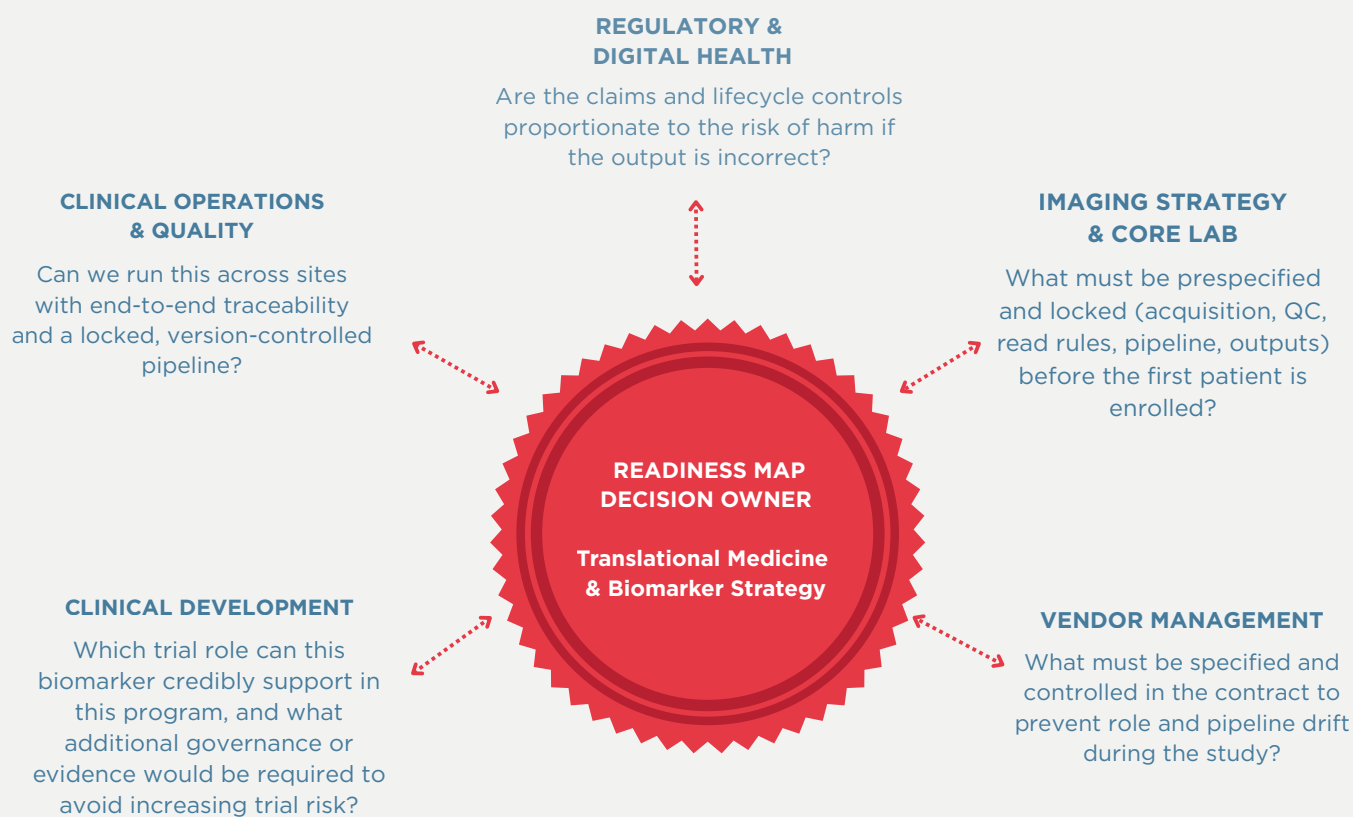 REGULATORY &
DIGITAL HEALTH
Are the claims and lifecycle controls
proportionate to the risk of harm if
the output is incorrect?
CLINICAL OPERATIONS
& QUALITY
Can we run this across sites
with end-to-end traceability
and a locked, version-controlled
pipeline?
IMAGING STRATEGY
& CORE LAB
What must be prespecified
and locked (acquisition, QC,
read rules, pipeline, outputs)
before the first patient is
enrolled?
READINESS MAP
DECISION OWNER
Translational Medicine
& Biomarker Strategy
CLINICAL DEVELOPMENT
Which trial role can this
biomarker credibly support in
this program, and what
additional governance or
evidence would be required to
avoid increasing trial risk?
VENDOR MANAGEMENT
What must be specified and
controlled in the contract to
prevent role and pipeline drift
during the study?